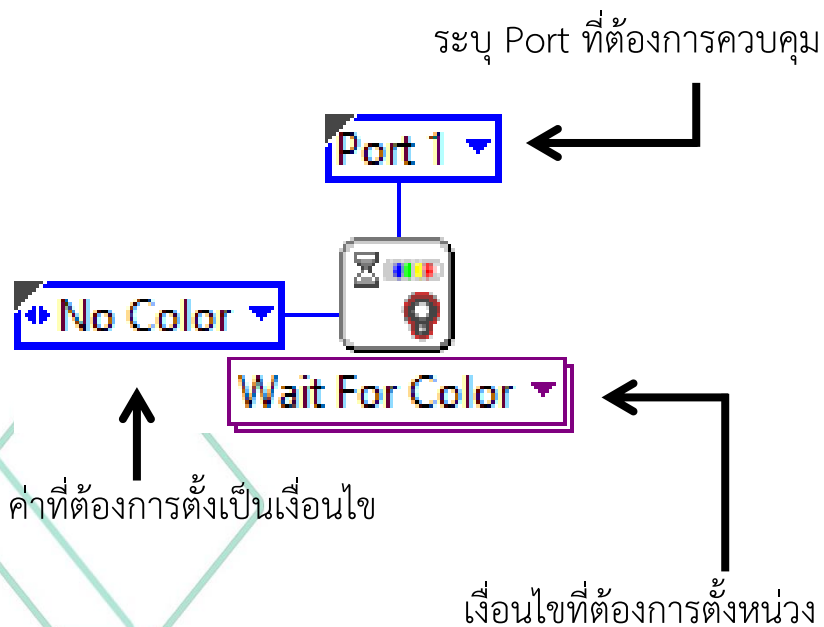 ระบุ Port ที่ต้องการควบคุม
Port 1
No Color
Wait For Color
ค่าที่ต้องการตั้งเป็นเงื่อนไข
เงื่อนไขที่ต้องการตั้งหน่วง